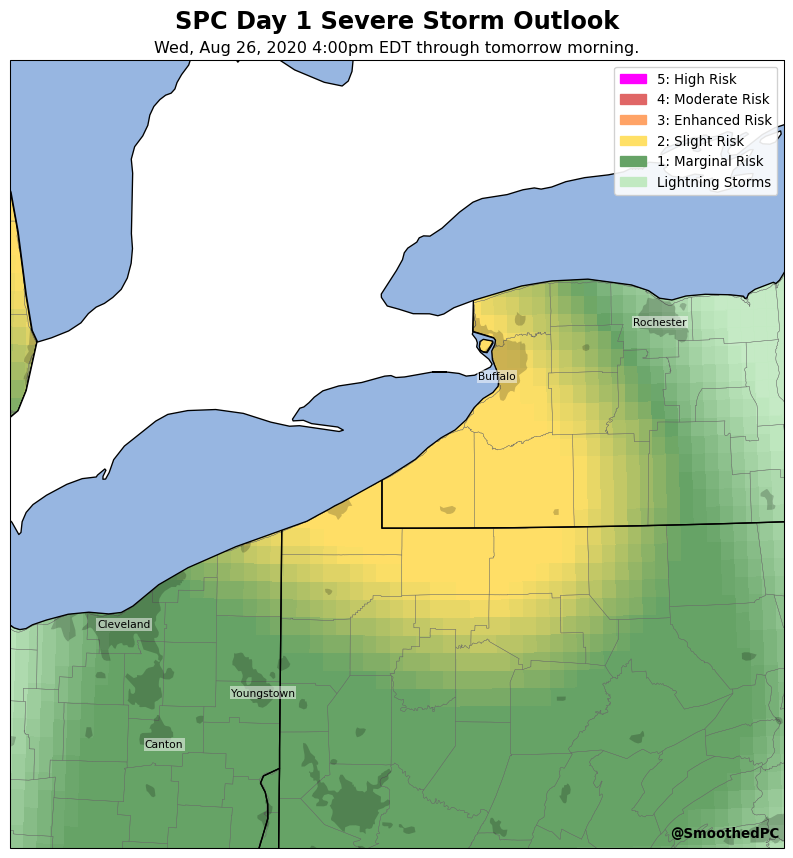 SPC Day 1 Severe Storm Outlook
Wed, Aug 26, 2020 4:00pm EDT through tomorrow morning.
5: High Risk
4: Moderate Risk
3: Enhanced Risk
2: Slight Risk
1: Marginal Risk
Lightning Storms
Rochester
Buffalo
Cleveland
Youngstown
Canton
@SmoothedPC